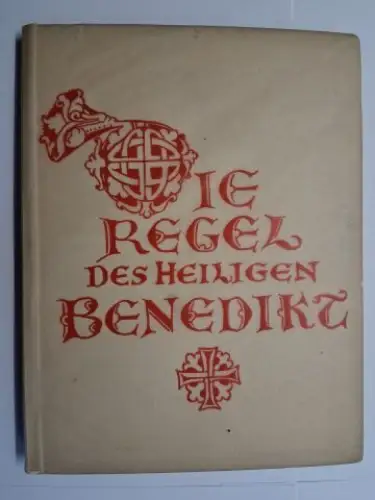 DIE
REGEL
DES HEILIGEN
BENEDIKT